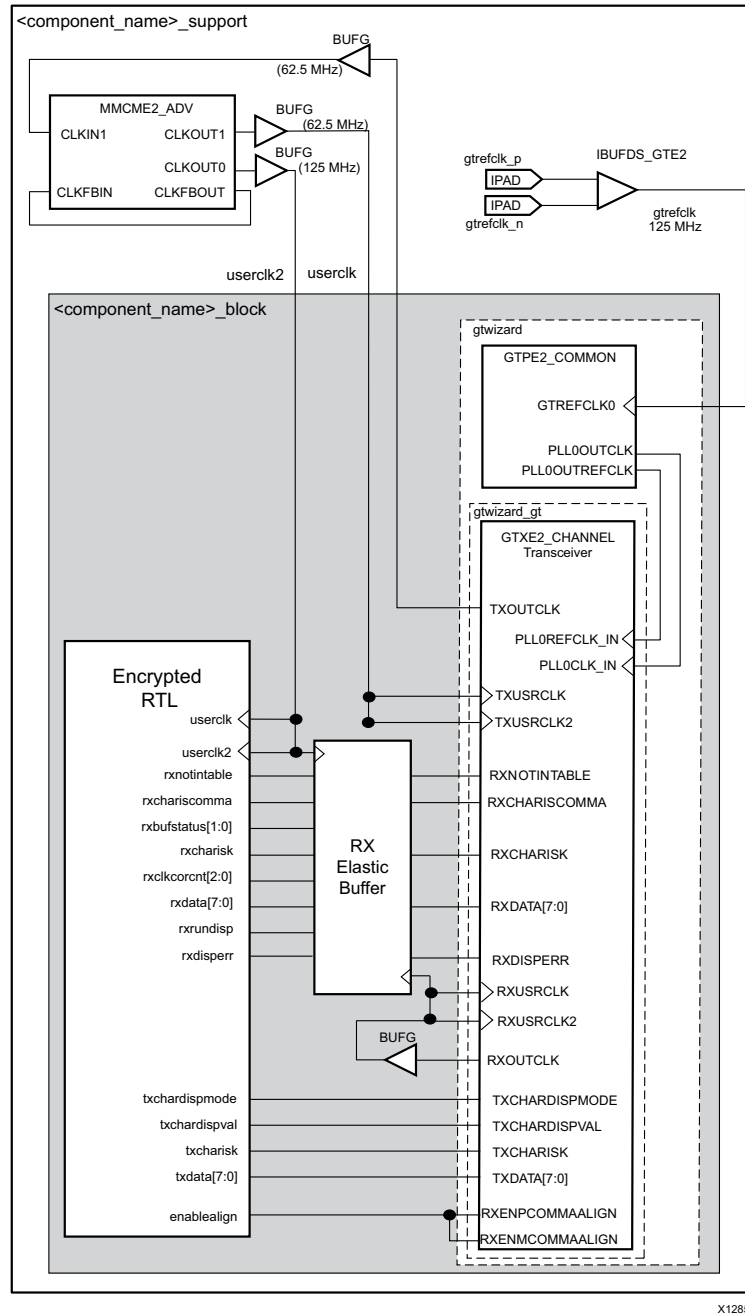 <component_name>_support
BUFG
(62.5 MHz)
MMCME2_ADV
CLKIN1
CLKOUT1
CLKOUT0
CLKFBIN
CLKFBOUT
BUFG
(62.5 MHz)
BUFG
(125 MHz)
gtrefclk_p
IPAD
IPAD
gtrefclk_n
IBUFDS_GTE2
gtrefclk
125 MHz
userclk2
userclk
<component_name>_block
gtwizard
GTPE2_COMMON
GTREFCLK0
PLL0OUTCLK
PLL0OUTREFCLK
gtwizard_gt
GTXE2_CHANNEL
Transceiver
TXOUTCLK
PLL0REFCLK_IN
PLL0CLK_IN
TXUSRCLK
TXUSRCLK2
RXNOTINTABLE
RXCHARISCOMMA
RXCHARISK
RXDATA[7:0]
RXDISPERR
RXUSRCLK
RXUSRCLK2
RXOUTCLK
TXCHARDISPMODE
TXCHARDISPVAL
TXCHARISK
TXDATA[7:0]
RXENPCOMMAALIGN
RXENMCOMMAALIGN
Encrypted
RTL
userclk
userclk2
rxnotintable
rxchariscomma
rxbufstatus[1:0]
rxcharisk
rxclkcorcnt[2:0]
rxdata[7:0]
rxrundisp
rxdisperr
txchardispmode
txchardispval
txcharisk
txdata[7:0]
enablealign
RX
Elastic
Buffer
BUFG